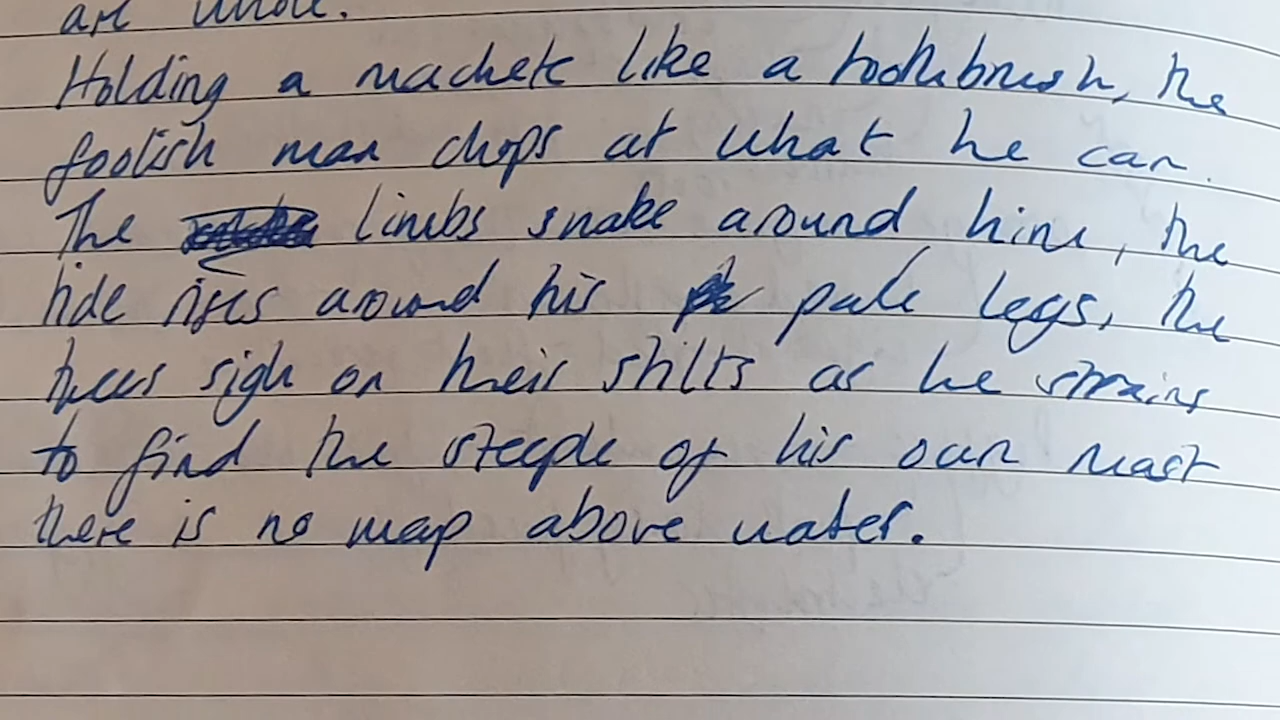 are whole.
Holding a machete like a toothbrush, the
foolish man chops at what he can.
The limbs snake around him, the
tide rises around his pale legs, the
trees sigh on their stilts as he strains
to find the steeple of his own mast
there is no map above water.